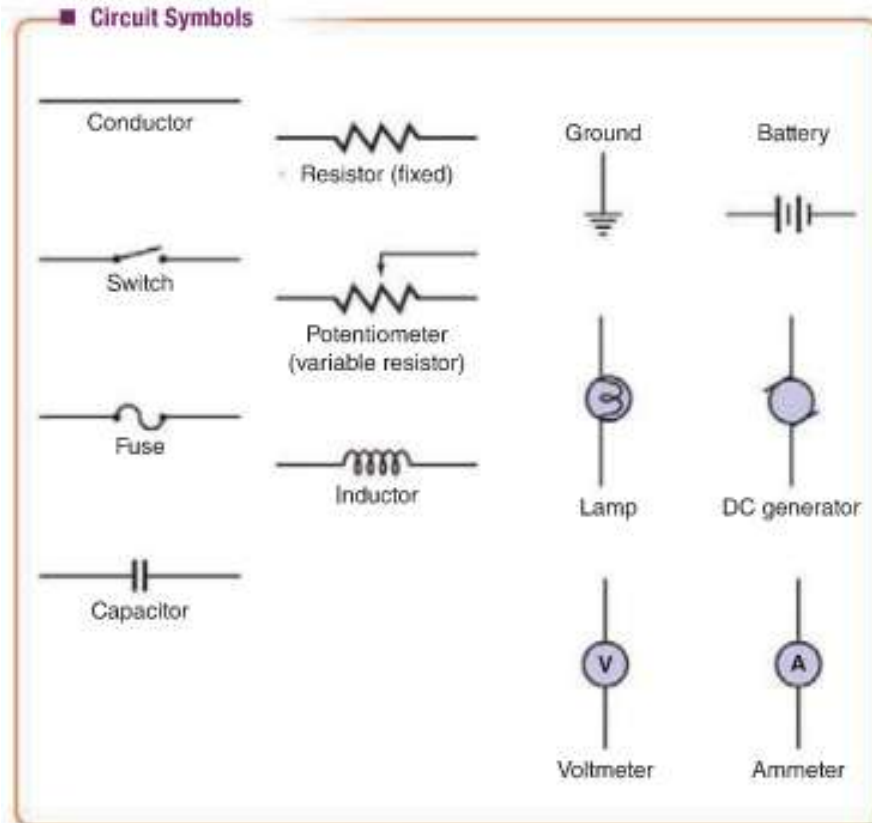 Circuit Symbols
Conductor
Switch
Fuse
Capacitor
Resistor (fixed)
Potentiometer
(variable resistor)
Inductor
Ground
Battery
Lamp
DC generator
V
A
Voltmeter
Ammeter